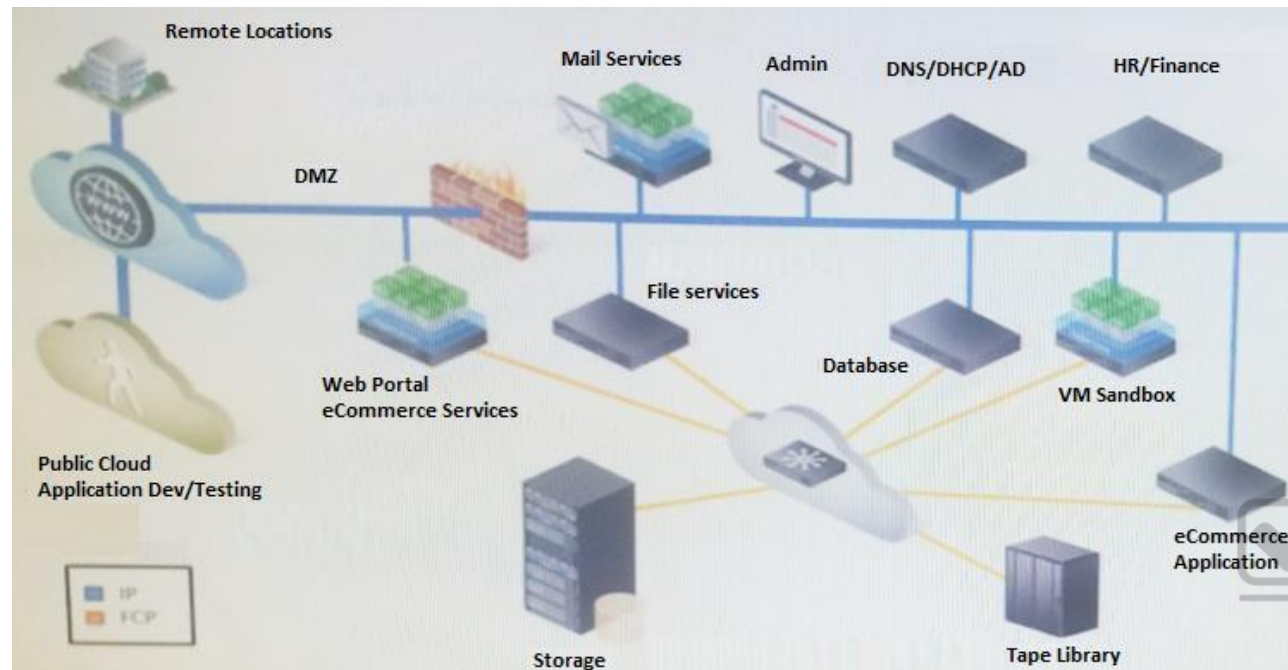 Remote Locations
Mail Services
Admin
DNS/DHCP/AD
HR/Finance
DMZ
WWW
File services
Database
Web Portal
eCommerce Services
VM Sandbox
Public Cloud
Application Dev/Testing
eCommerce
Application
IP
FCP
Storage
Tape Library